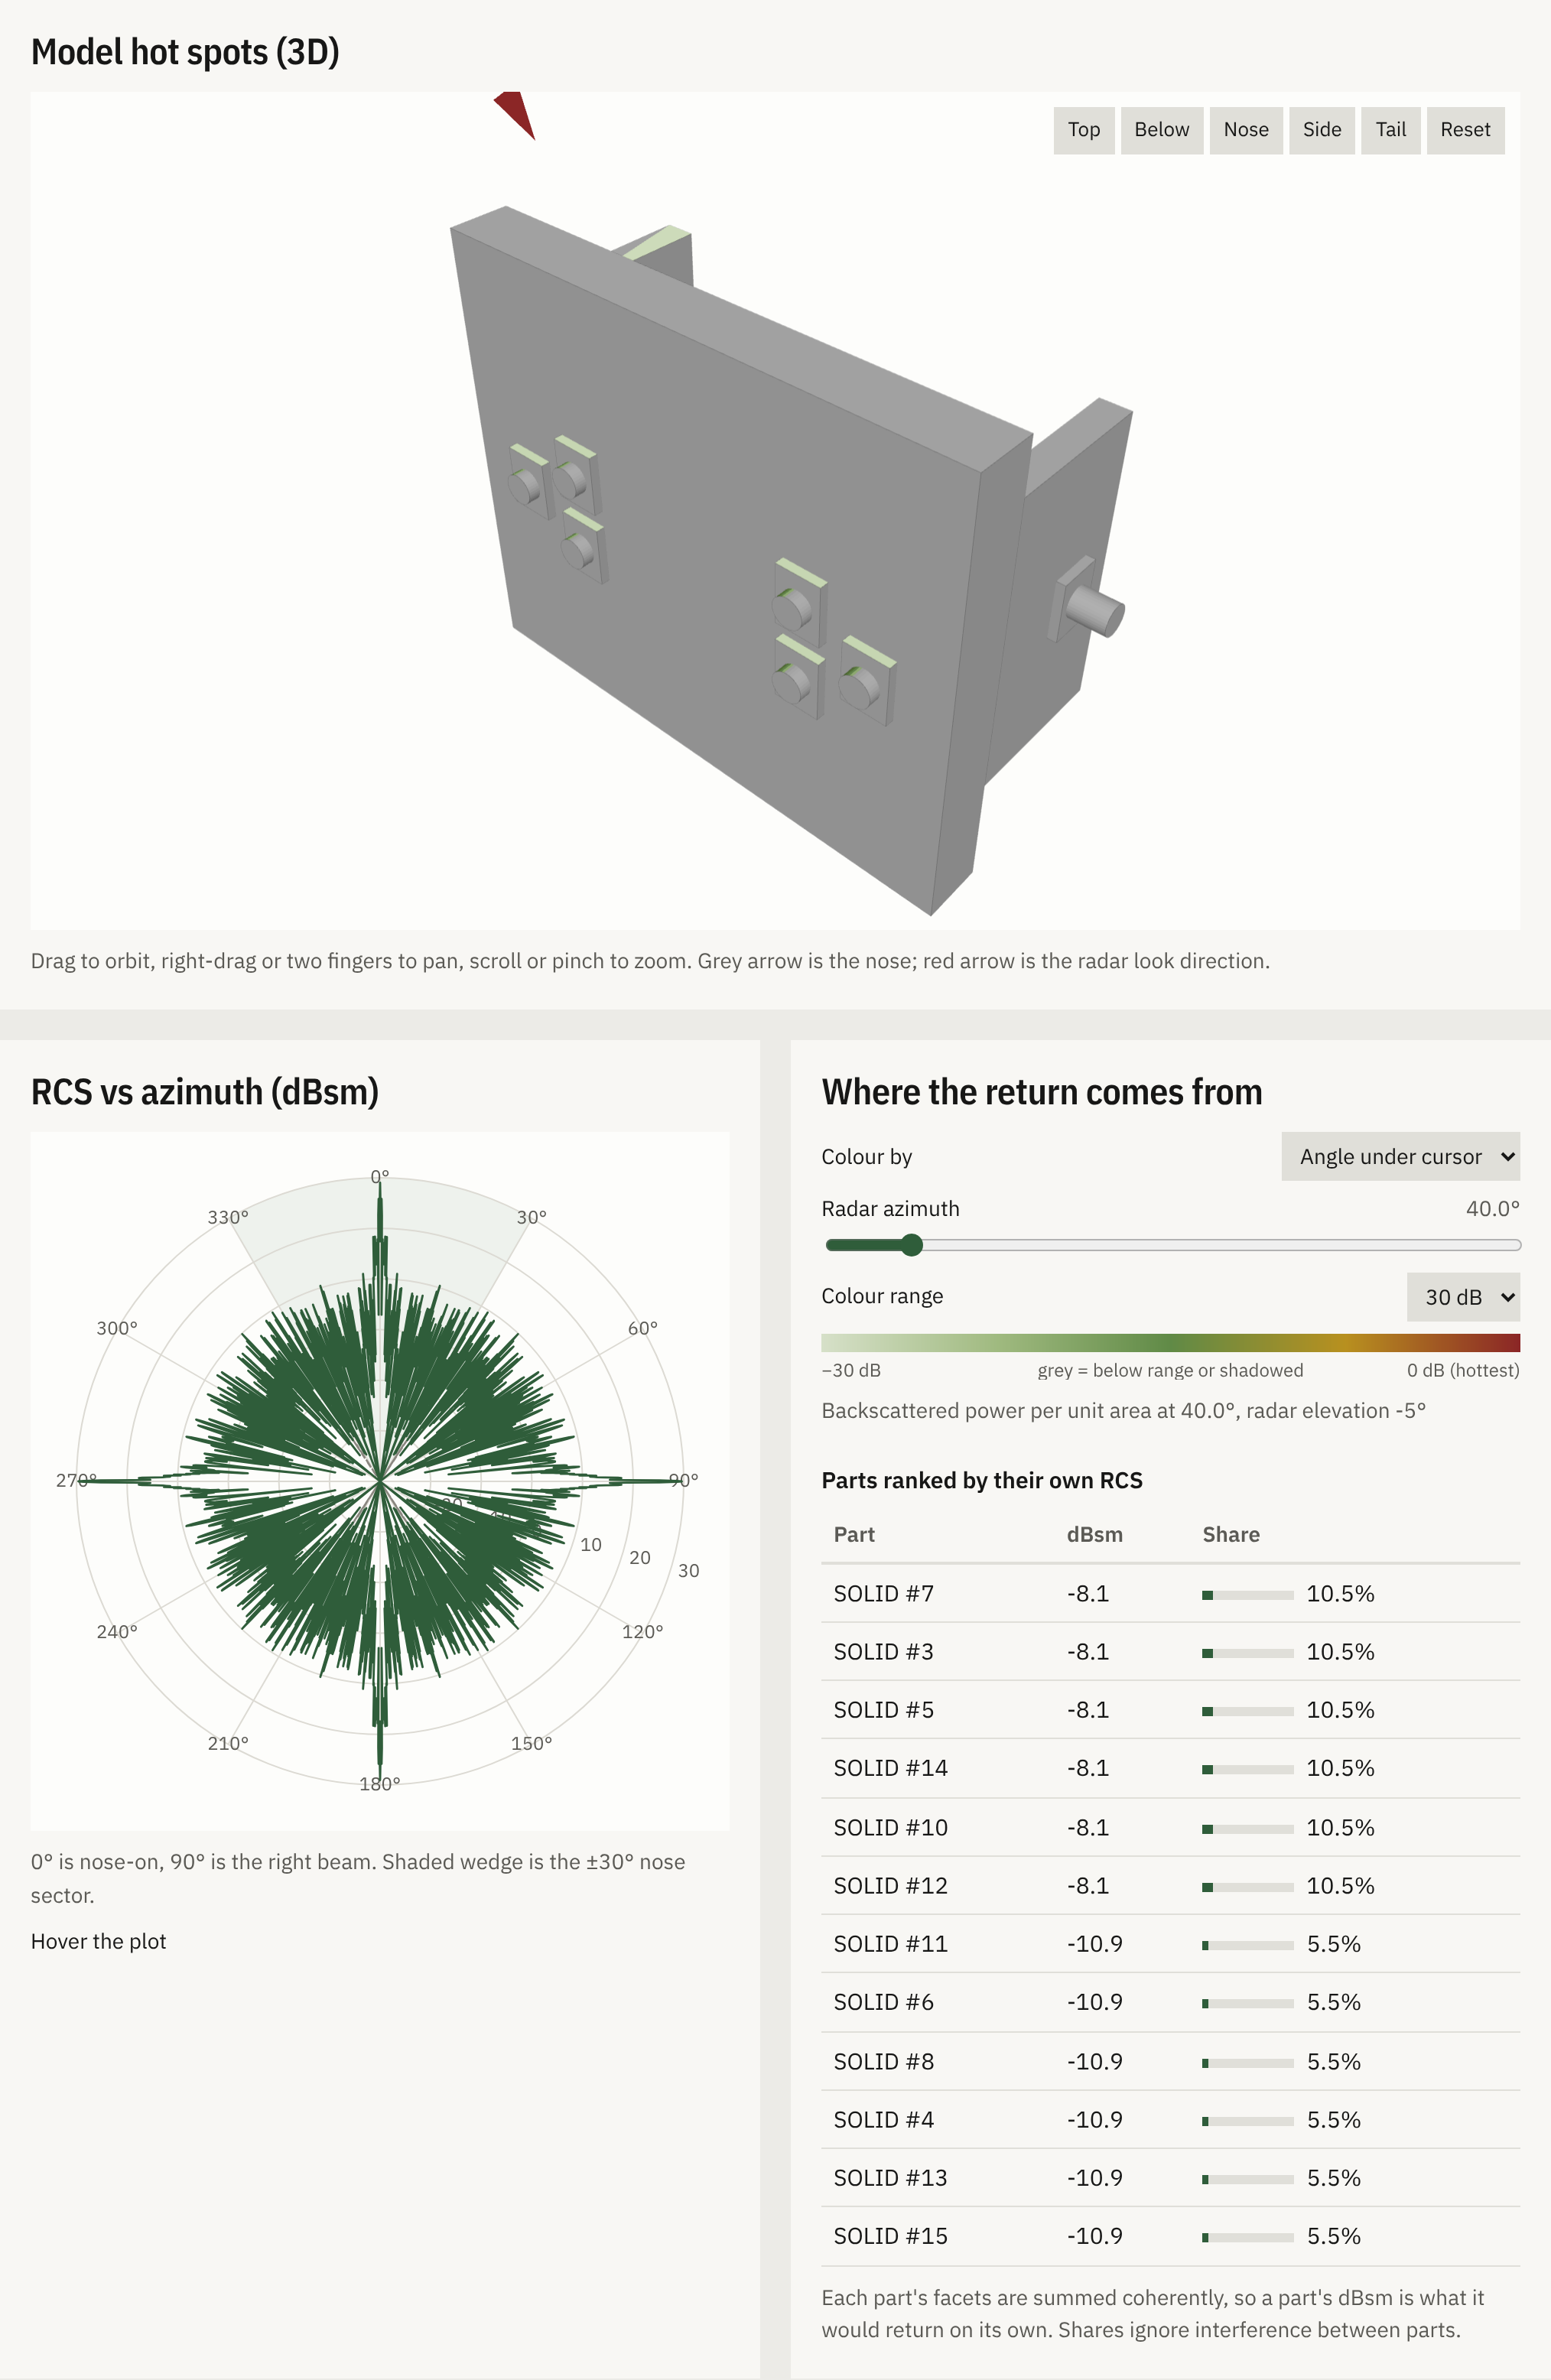 Model hot spots (3D)
Top Below Nose Side Tail Reset
Drag to orbit, right-drag or two fingers to pan, scroll or pinch to zoom. Grey arrow is the nose; red arrow is the radar look direction.
RCS vs azimuth (dBsm)
0°
330° 30°
300° 60°
270° 90°
10
20
30
240° 120°
210° 150°
180°
0° is nose-on, 90° is the right beam. Shaded wedge is the ±30° nose
sector.
Hover the plot
Where the return comes from
Colour by Angle under cursor
Radar azimuth 40.0°
Colour range 30 dB
−30 dB grey = below range or shadowed 0 dB (hottest)
Backscattered power per unit area at 40.0°, radar elevation -5°
Parts ranked by their own RCS
Part dBsm Share
SOLID #7 -8.1 10.5%
SOLID #3 -8.1 10.5%
SOLID #5 -8.1 10.5%
SOLID #14 -8.1 10.5%
SOLID #10 -8.1 10.5%
SOLID #12 -8.1 10.5%
SOLID #11 -10.9 5.5%
SOLID #6 -10.9 5.5%
SOLID #8 -10.9 5.5%
SOLID #4 -10.9 5.5%
SOLID #13 -10.9 5.5%
SOLID #15 -10.9 5.5%
Each part's facets are summed coherently, so a part's dBsm is what it
would return on its own. Shares ignore interference between parts.